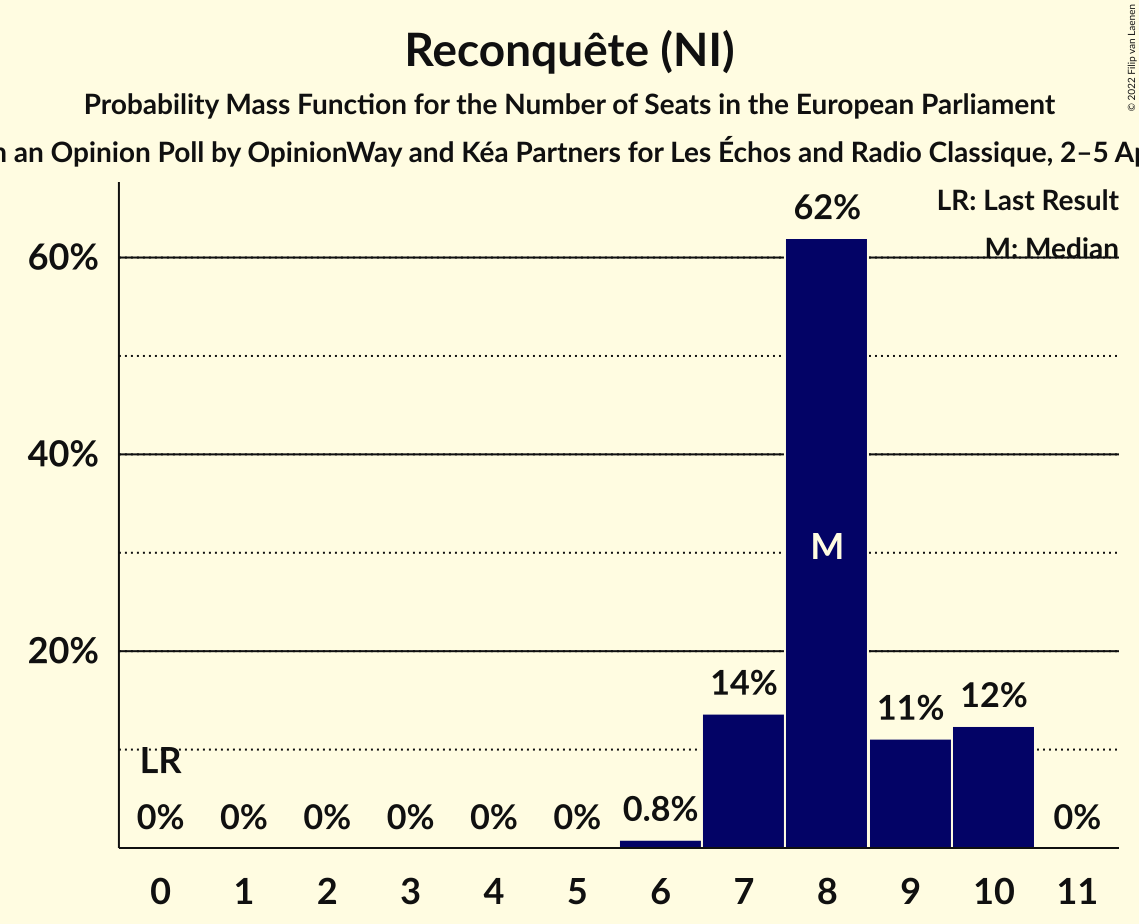 Reconquête (NI)
Probability Mass Function for the Number of Seats in the European Parliament
an Opinion Poll by OpinionWay and Kéa Partners for Les Échos and Radio Classique, 2–5
© 2022 Filip van Laenen
LR: Last Result
M: Median
60%
40%
20%
62%
M
14%
11%
12%
LR
0%
0%
0%
0%
0%
0%
0.8%
0%
0 1 2 3 4 5 6 7 8 9 10 11